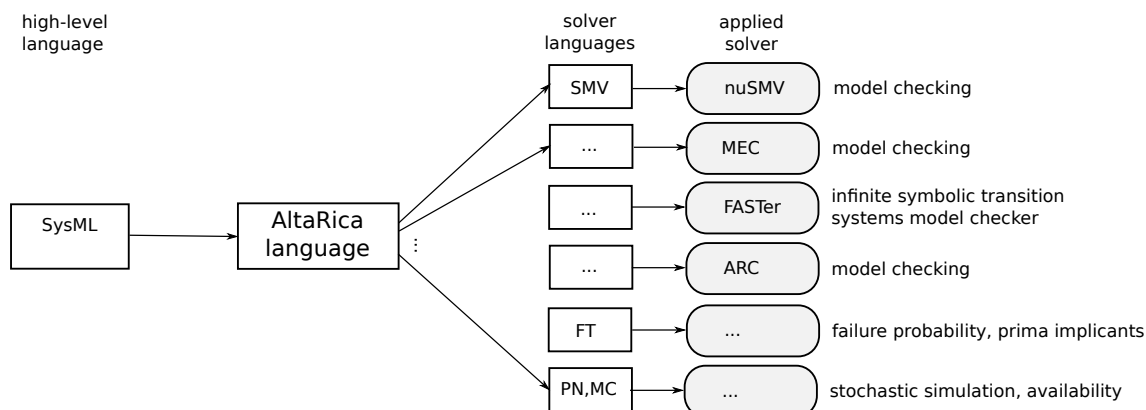 high-level
language
solver
languages
applied
solver
SMV
nuSMV
model checking
...
MEC
model checking
SysML
AltaRica
language
...
...
FASTer
infinite symbolic transition
systems model checker
...
ARC
model checking
FT
...
failure probability, prima implicants
PN,MC
...
stochastic simulation, availability